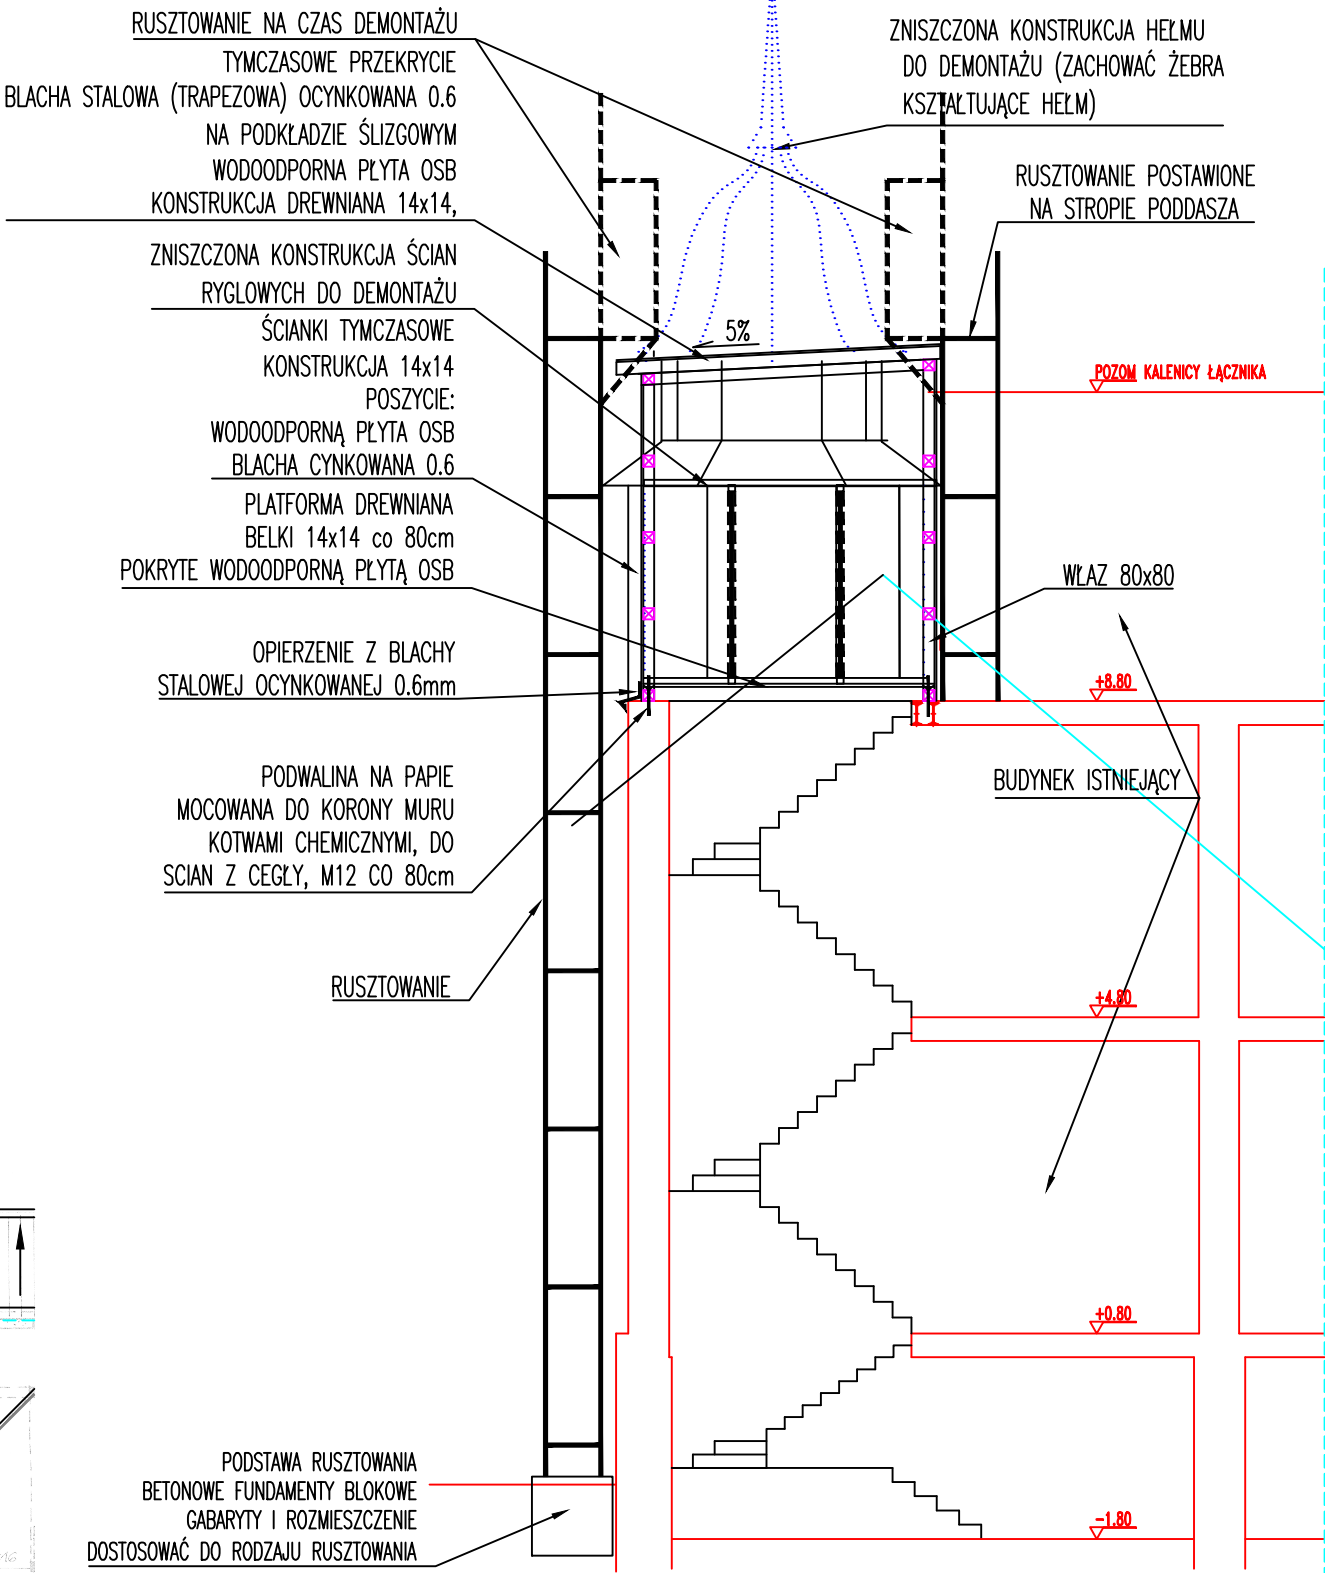 RUSZTOWANIE NA CZAS DEMONTAŻU
TYMCZASOWE PRZEKRYCIE
BLACHA STALOWA (TRAPEZOWA) OCYNKOWANA 0.6
NA PODKŁADZIE ŚLIZGOWYM
WODOODPORNA PŁYTA OSB
KONSTRUKCJA DREWNIANA 14x14,
ZNISZCZONA KONSTRUKCJA ŚCIAN
RYGLOWYCH DO DEMONTAŻU
ŚCIANKI TYMCZASOWE
KONSTRUKCJA 14x14
POSZYCIE:
WODOODPORNĄ PŁYTA OSB
BLACHA CYNKOWANA 0.6
PLATFORMA DREWNIANA
BELKI 14x14 co 80cm
POKRYTE WODOODPORNĄ PŁYTĄ OSB
OPIERZENIE Z BLACHY
STALOWEJ OCYNKOWANEJ 0.6mm
PODWALINA NA PAPIE
MOCOWANA DO KORONY MURU
KOTWAMI CHEMICZNYMI, DO
SCIAN Z CEGŁY, M12 CO 80cm
RUSZTOWANIE
PODSTAWA RUSZTOWANIA
BETONOWE FUNDAMENTY BLOKOWE
GABARYTY I ROZMIESZCZENIE
DOSTOSOWAĆ DO RODZAJU RUSZTOWANIA
ZNISZCZONA KONSTRUKCJA HEŁMU
DO DEMONTAŻU (ZACHOWAĆ ŻEBRA
KSZTAŁTUJĄCE HEŁM)
RUSZTOWANIE POSTAWIONE
NA STROPIE PODDASZA
5%
POZOM KALENICY ŁĄCZNIKA
WŁAZ 80x80
+8.80
BUDYNEK ISTNIEJĄCY
+4.80
+0.80
-1.80